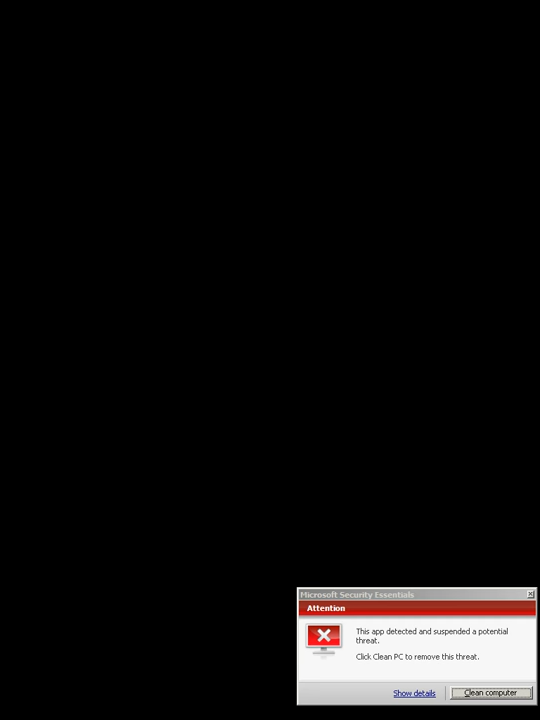 Microsoft Security Essentials
Attention
This app detected and suspended a potential
threat.
Click Clean PC to remove this threat.
Show details
Clean computer